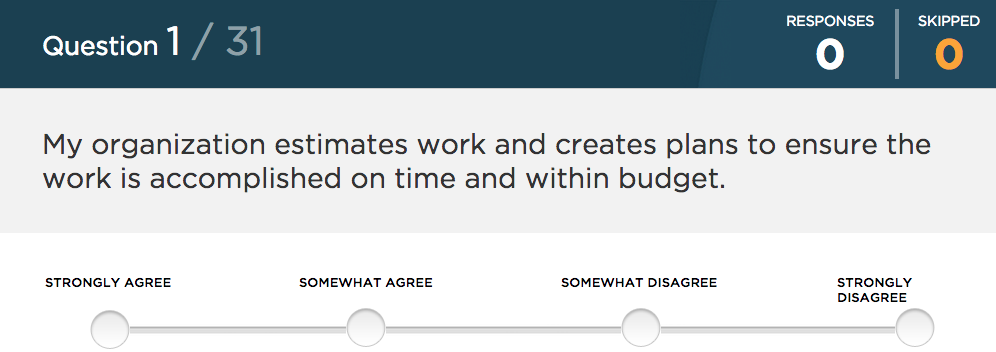 Question 1 / 31
RESPONSES
0
SKIPPED
0
My organization estimates work and creates plans to ensure the
work is accomplished on time and within budget.
STRONGLY AGREE
SOMEWHAT AGREE
SOMEWHAT DISAGREE
STRONGLY
DISAGREE